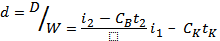 d = D/W = (i₂ − C_B t₂)/□ i₁ − C_K t_K